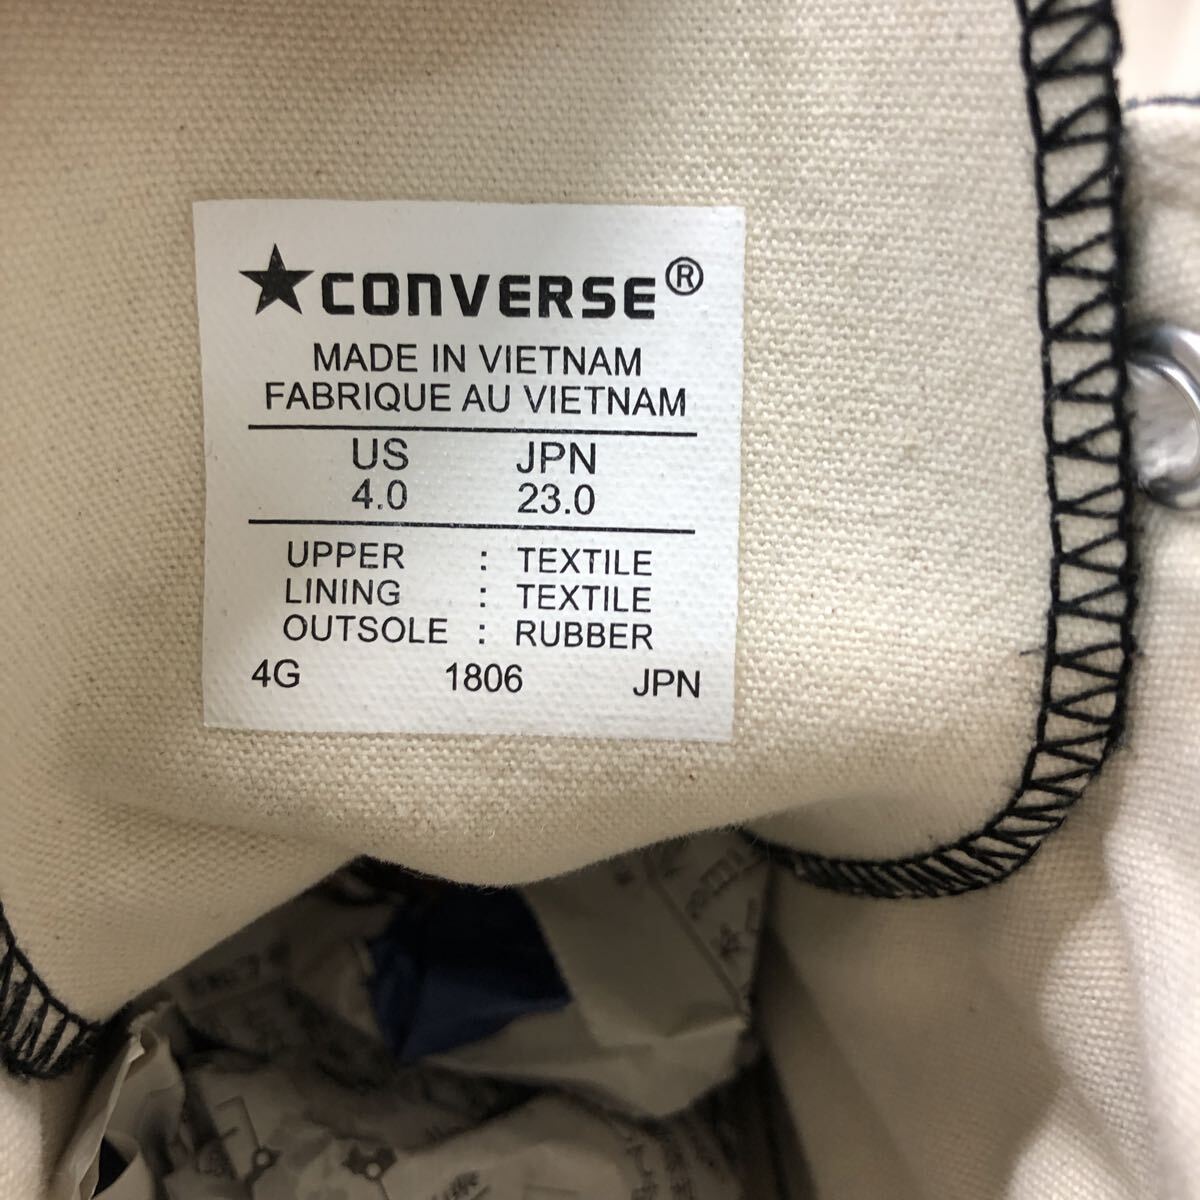 ★CONVERSE®
MADE IN VIETNAM
FABRIQUE AU VIETNAM
US JPN
4.0 23.0
UPPER : TEXTILE
LINING : TEXTILE
OUTSOLE : RUBBER
4G 1806 JPN